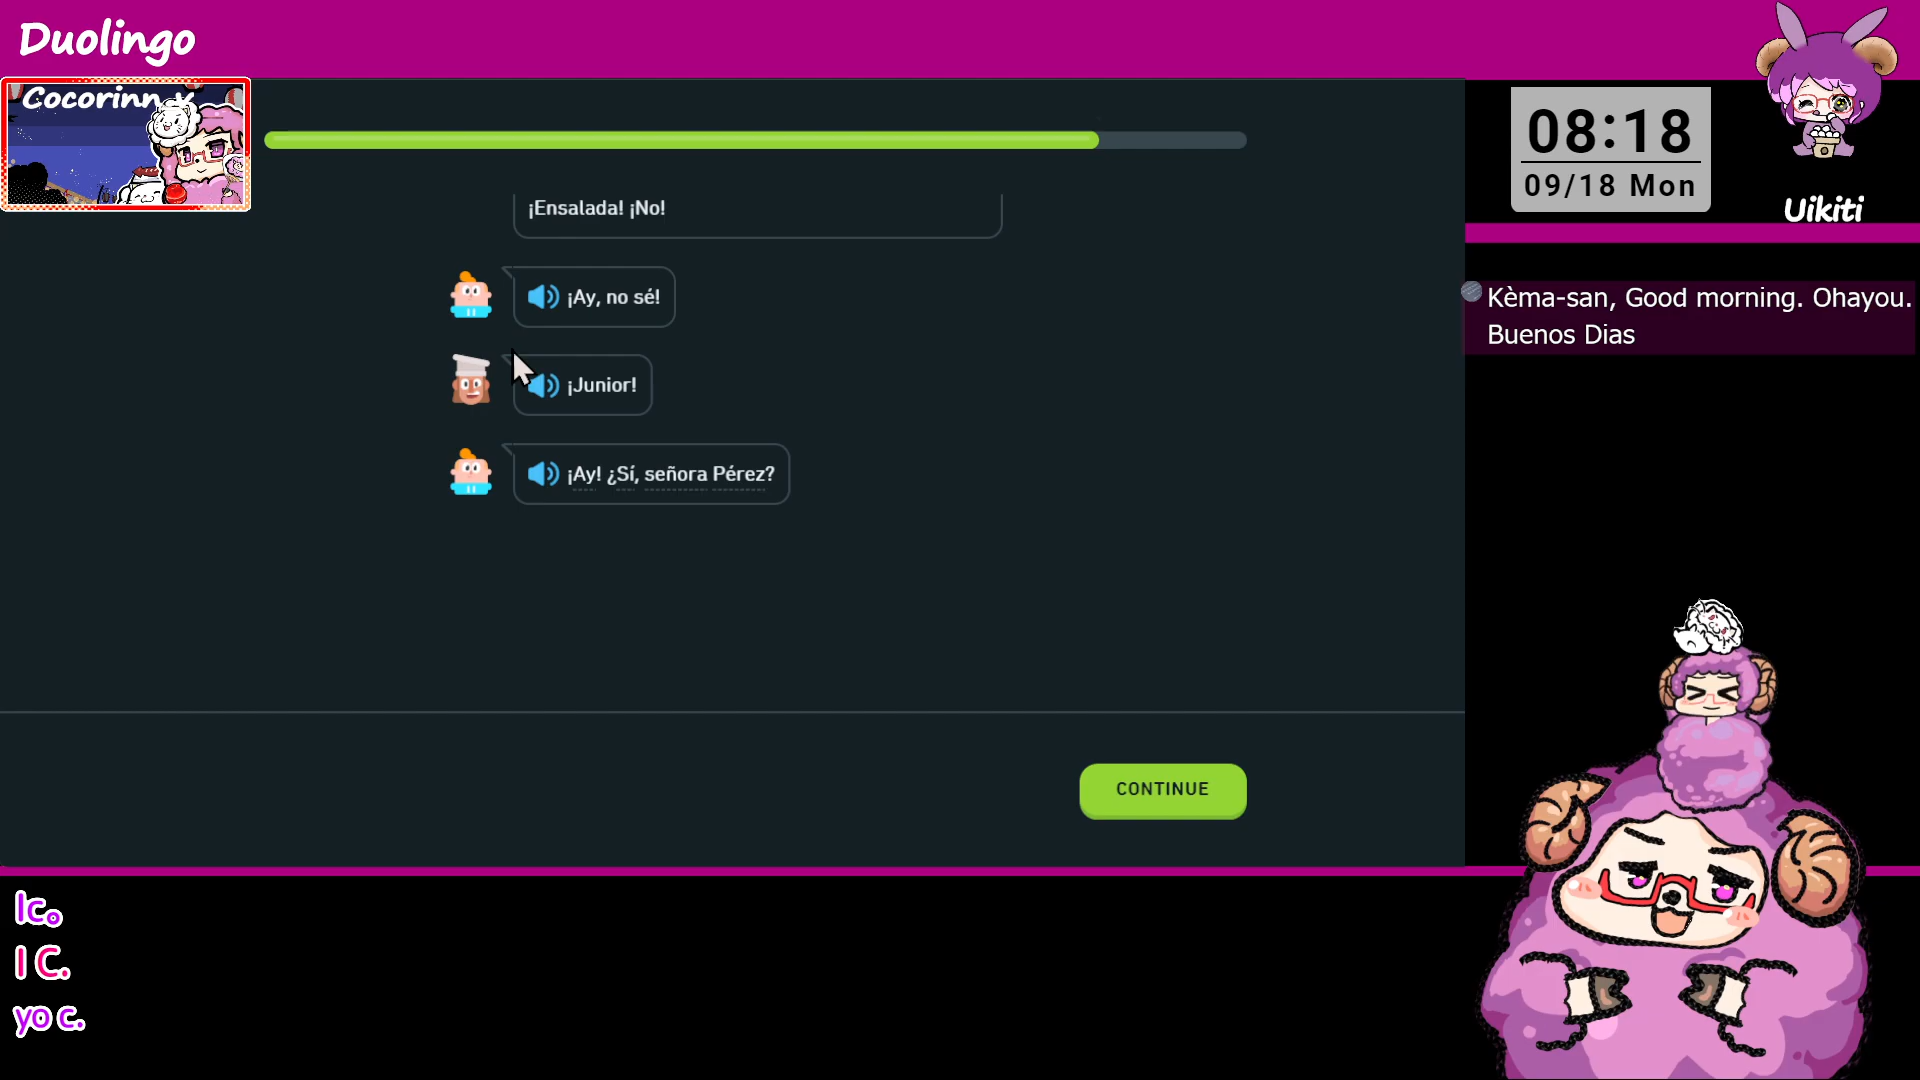 Duolingo
Cocorinn.y
08:18
09/18 Mon
Uikiti
¡Ensalada! ¡No!
¡Ay, no sé!
¡Junior!
¡Ay! ¿Sí, señora Pérez?
CONTINUE
Kèma-san, Good morning. Ohayou.
Buenos Dias
Ic。
I C.
yo c.